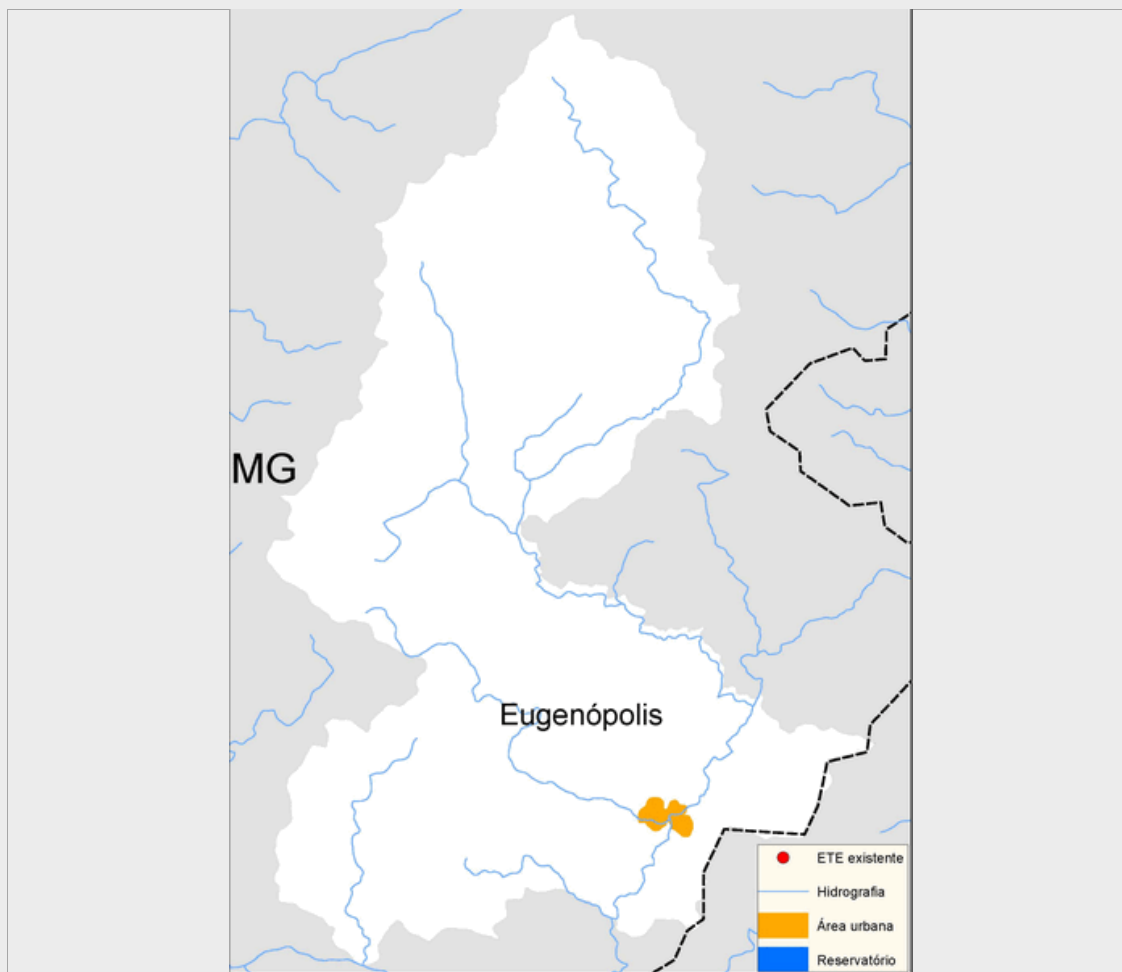 MG
Eugenópolis
ETE existente
Hidrografia
Área urbana
Reservatório